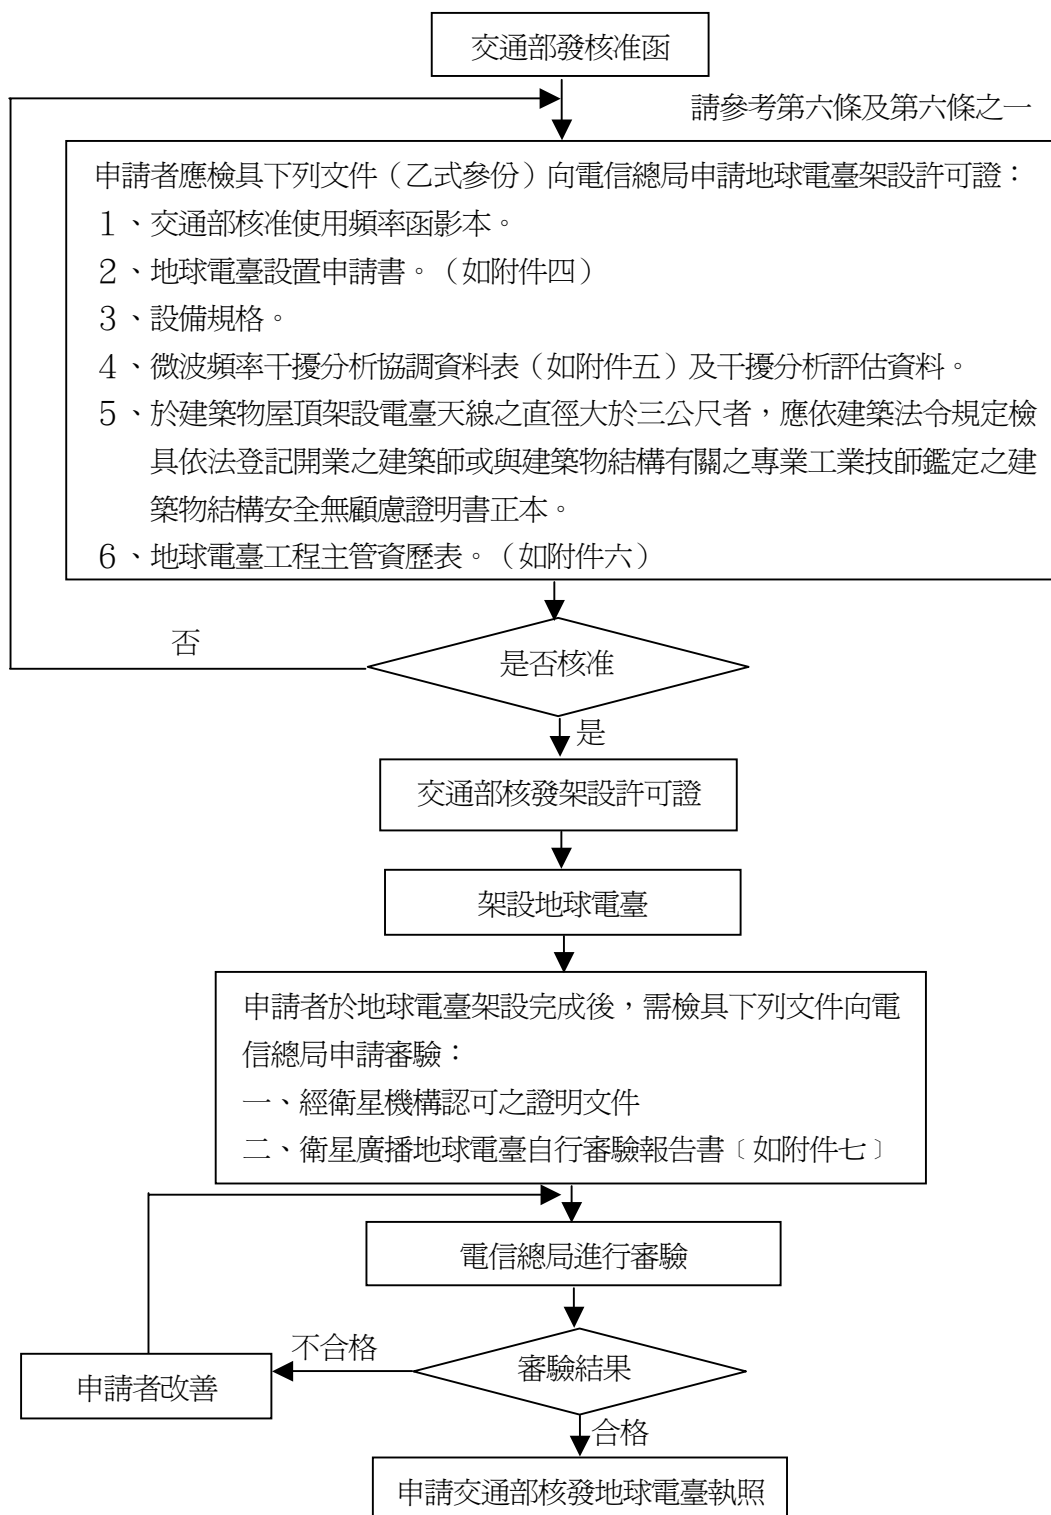 交通部發核准函
請參考第六條及第六條之一
申請者應檢具下列文件（乙式參份）向電信總局申請地球電臺架設許可證：
１、交通部核准使用頻率函影本。
２、地球電臺設置申請書。（如附件四）
３、設備規格。
４、微波頻率干擾分析協調資料表（如附件五）及干擾分析評估資料。
５、於建築物屋頂架設電臺天線之直徑大於三公尺者，應依建築法令規定檢
具依法登記開業之建築師或與建築物結構有關之專業工業技師鑑定之建
築物結構安全無顧慮證明書正本。
６、地球電臺工程主管資歷表。（如附件六）
否
是否核准
是
交通部核發架設許可證
架設地球電臺
申請者於地球電臺架設完成後，需檢具下列文件向電
信總局申請審驗：
一、經衛星機構認可之證明文件
二、衛星廣播地球電臺自行審驗報告書﹝如附件七﹞
電信總局進行審驗
不合格
審驗結果
申請者改善
合格
申請交通部核發地球電臺執照